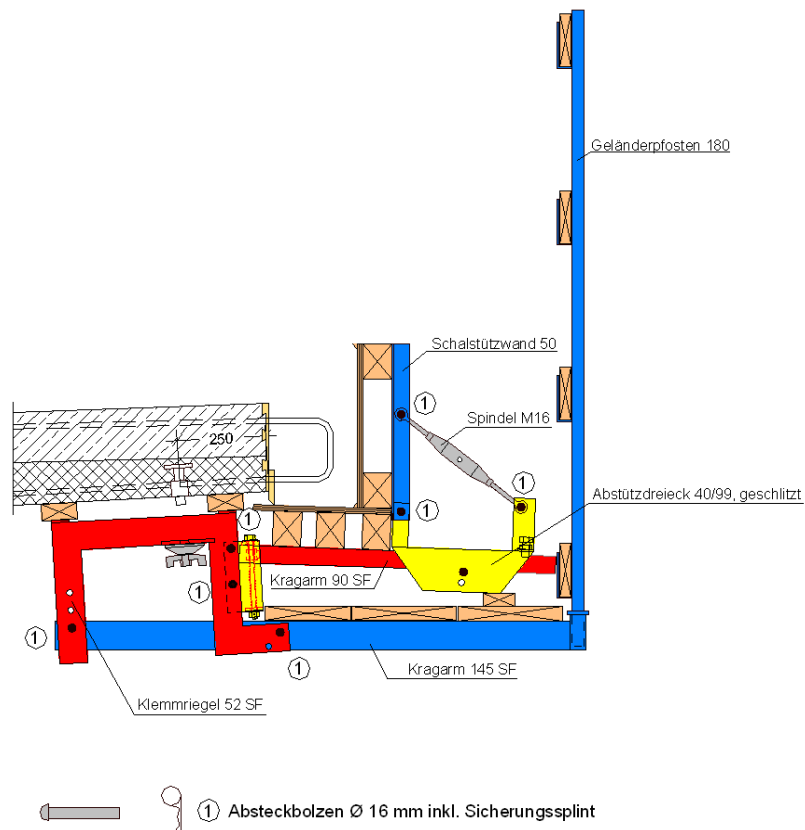 Geländerpfosten 180
Schalstützwand 50
1
Spindel M16
250
1
Abstützdreieck 40/99, geschlitzt
1
1
Kragarm 90 SF
1
1
1
Kragarm 145 SF
Klemmriegel 52 SF
1 Absteckbolzen Ø 16 mm inkl. Sicherungssplint